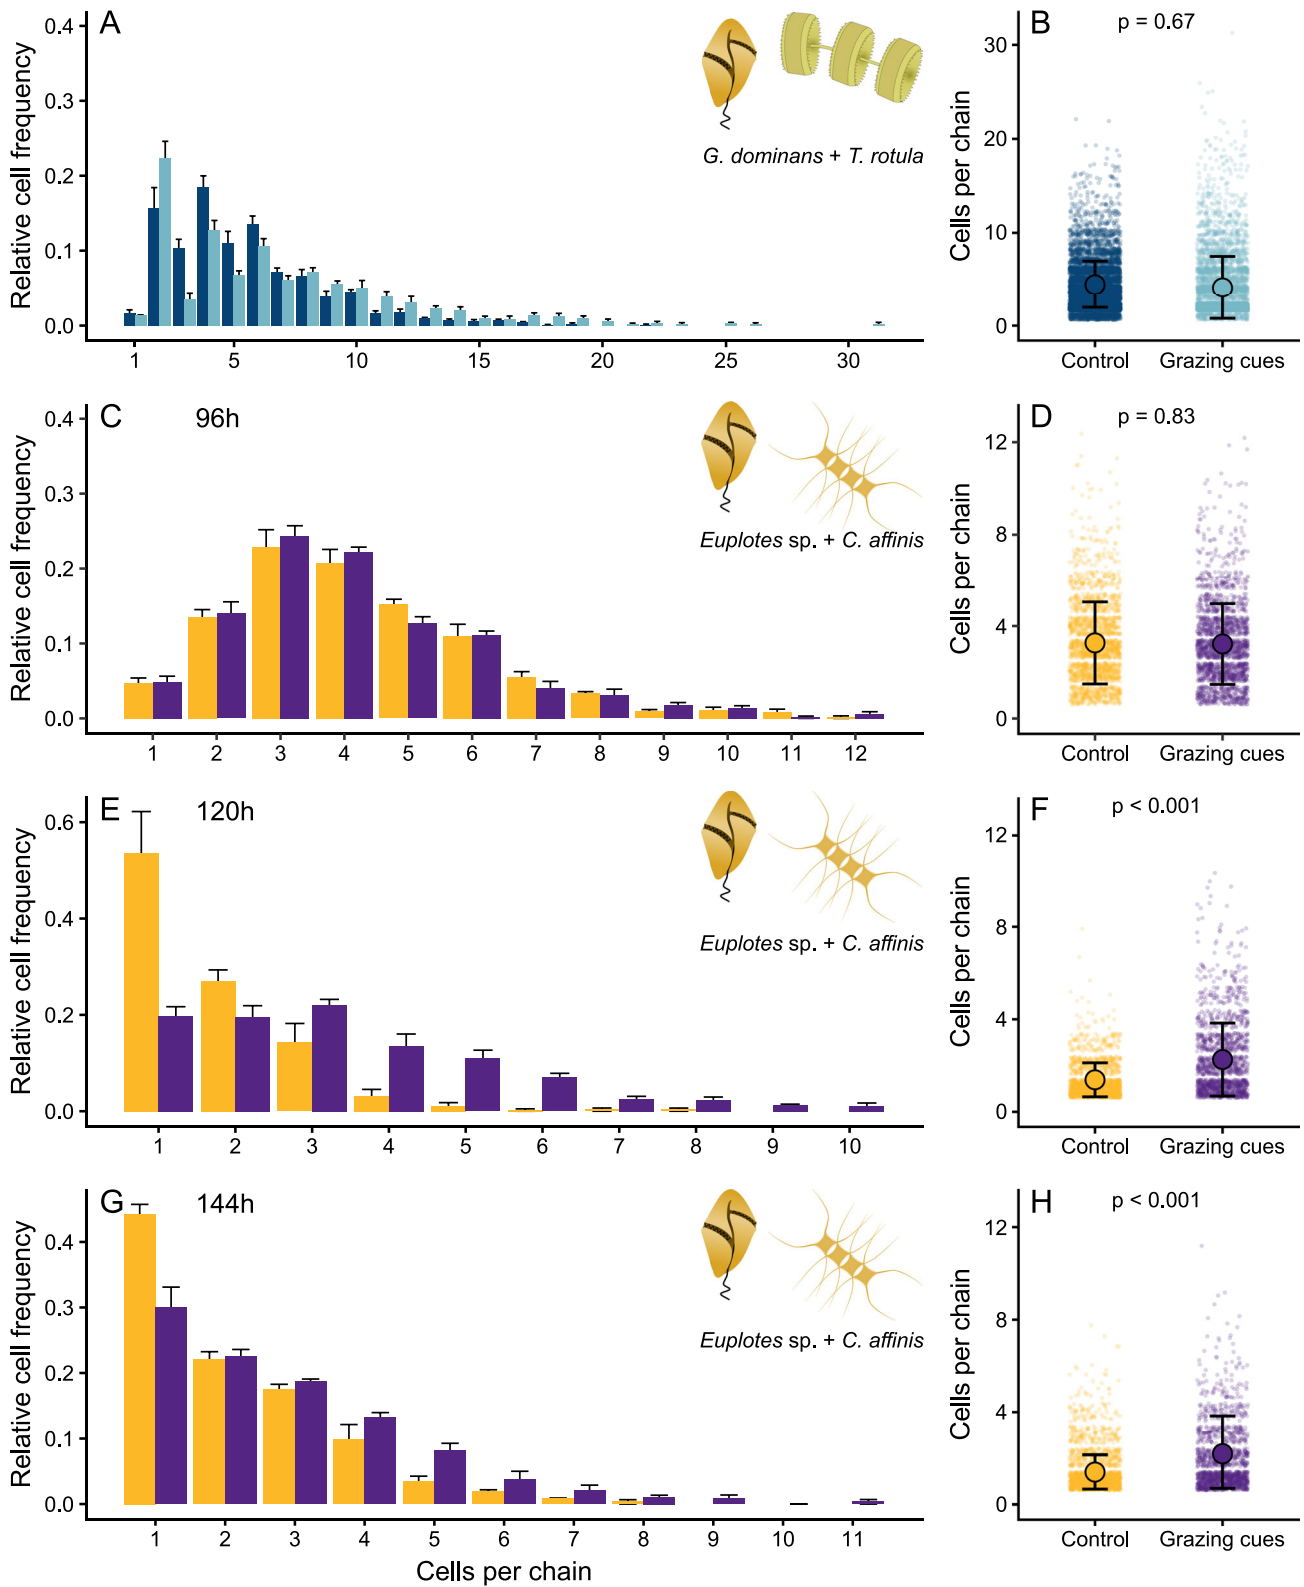 A
Relative cell frequency
0.4
0.3
0.2
0.1
0.0
1 5 10 15 20 25 30
G. dominans + T. rotula
B
p = 0.67
Cells per chain
30
20
10
0
Control Grazing cues
C
96h
Relative cell frequency
0.4
0.3
0.2
0.1
0.0
1 2 3 4 5 6 7 8 9 10 11 12
Euplotes sp. + C. affinis
D
p = 0.83
Cells per chain
12
8
4
0
Control Grazing cues
E
120h
Relative cell frequency
0.6
0.4
0.2
0.0
1 2 3 4 5 6 7 8 9 10
Euplotes sp. + C. affinis
F
p < 0.001
Cells per chain
12
8
4
0
Control Grazing cues
G
144h
Relative cell frequency
0.4
0.3
0.2
0.1
0.0
1 2 3 4 5 6 7 8 9 10 11
Cells per chain
Euplotes sp. + C. affinis
H
p < 0.001
Cells per chain
12
8
4
0
Control Grazing cues